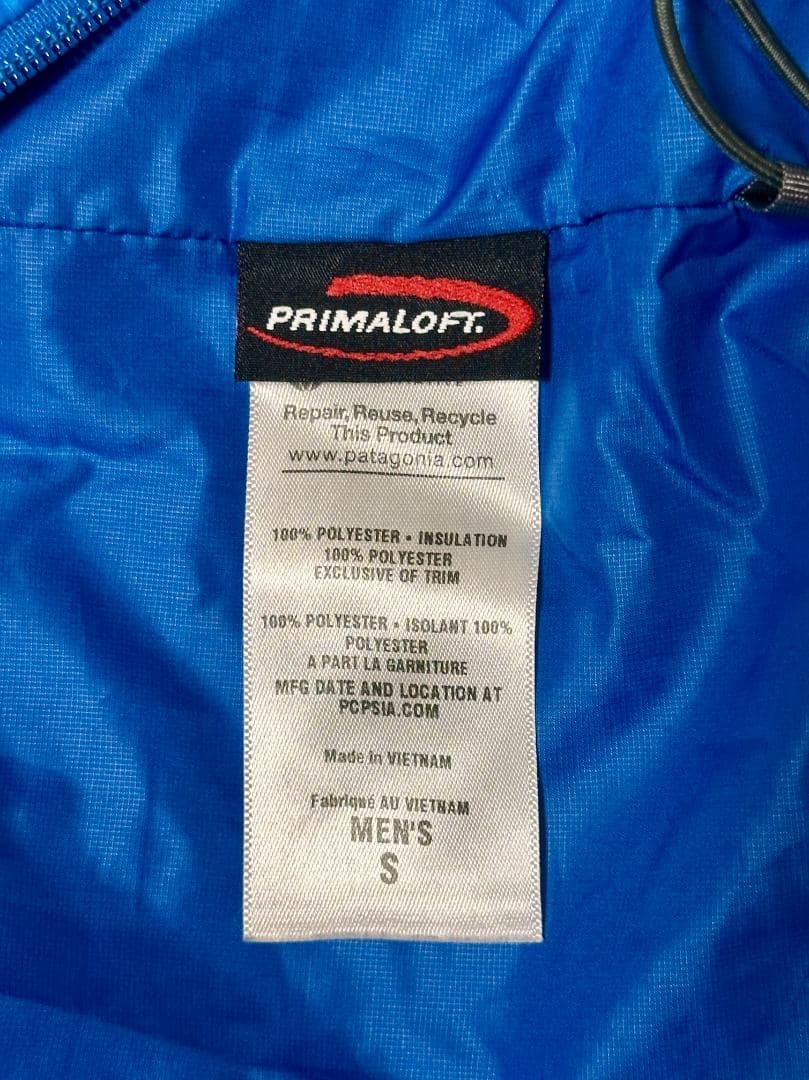 PRIMALOFT.
Repair, Reuse, Recycle
This Product
www.patagonia.com
100% POLYESTER • INSULATION
100% POLYESTER
EXCLUSIVE OF TRIM
100% POLYESTER • ISOLANT 100%
POLYESTER
A PART LA GARNITURE
MFG DATE AND LOCATION AT
PCPSIA.COM
Made in VIETNAM
Fabriqué AU VIETNAM
MEN'S
S